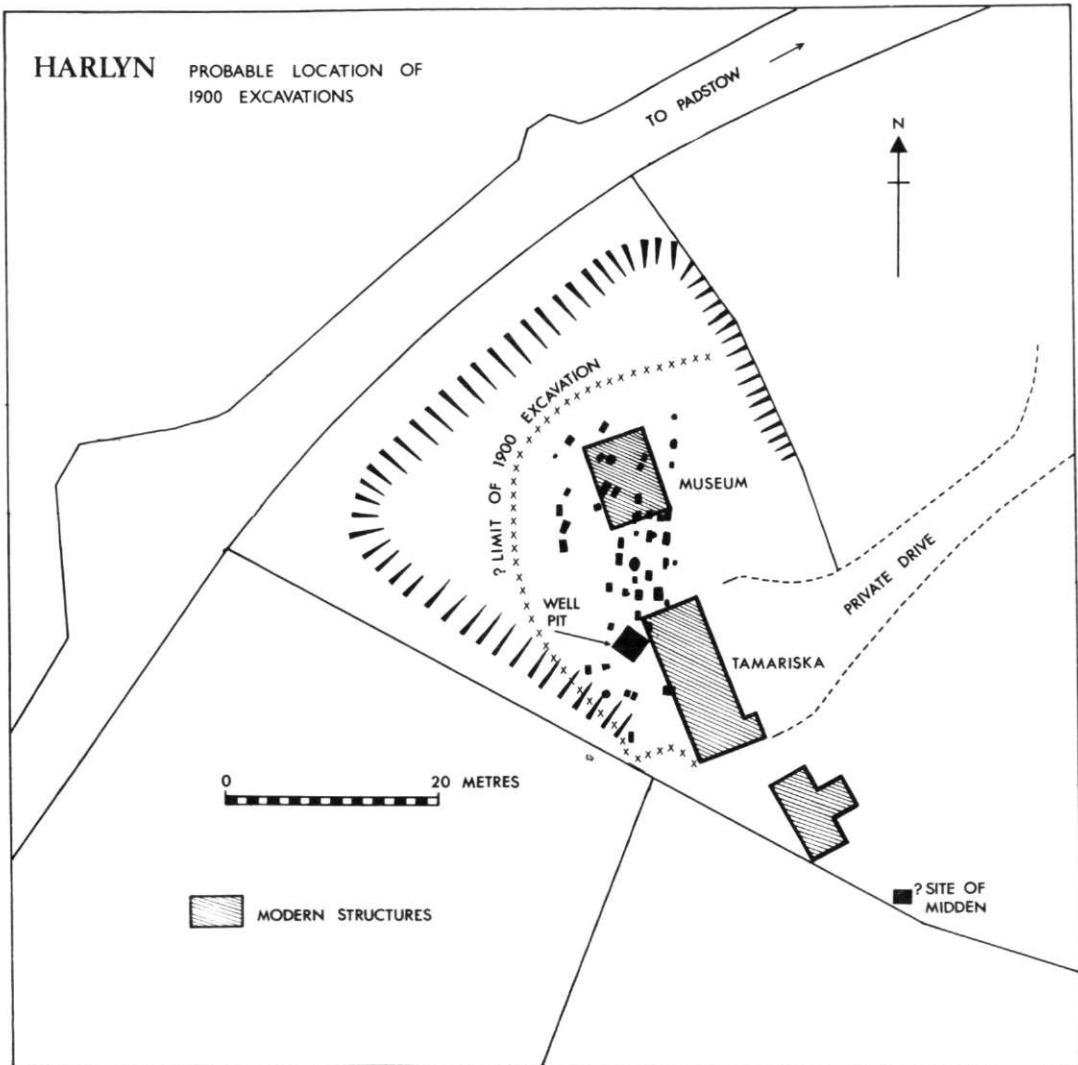 HARLYN
PROBABLE LOCATION OF
1900 EXCAVATIONS
TO PADSTOW
N
? LIMIT OF 1900 EXCAVATION
MUSEUM
PRIVATE DRIVE
WELL
PIT
TAMARISKA
0 20 METRES
MODERN STRUCTURES
? SITE OF
MIDDEN